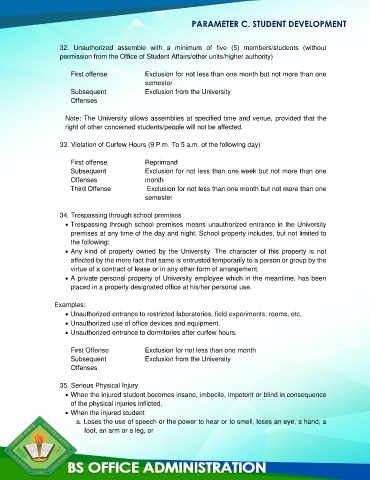 PARAMETER C. STUDENT DEVELOPMENT
32. Unauthorized assemble with a minimum of five (5) members/students (without
permission from the Office of Student Affairs/other units/higher authority)
First offense Exclusion for not less than one month but not more than one
semester
Subsequent Exclusion from the University
Offenses
Note: The University allows assemblies at specified time and venue, provided that the
right of other concerned students/people will not be affected.
33. Violation of Curfew Hours (9 P.m. To 5 a.m. of the following day)
First offense Reprimand
Subsequent Exclusion for not less than one week but not more than one
Offenses month
Third Offense Exclusion for not less than one month but not more than one
semester
34. Trespassing through school premises
• Trespassing through school premises means unauthorized entrance in the University
premises at any time of the day and night. School property includes, but not limited to
the following:
• Any kind of property owned by the University. The character of this property is not
affected by the mere fact that same is entrusted temporarily to a person or group by the
virtue of a contract of lease or in any other form of arrangement.
• A private personal property of University employee which in the meantime, has been
placed in a properly designated office at his/her personal use.
Examples:
• Unauthorized entrance to restricted laboratories, field experiments, rooms, etc.
• Unauthorized use of office devices and equipment.
• Unauthorized entrance to dormitories after curfew hours.
First Offense Exclusion for not less than one month
Subsequent Exclusion from the University
Offenses
35. Serious Physical Injury
• When the injured student becomes insane, imbecile, impotent or blind in consequence
of the physical injuries inflicted.
• When the injured student
a. Loses the use of speech or the power to hear or to smell, loses an eye, a hand, a
foot, an arm or a leg, or
BS OFFICE ADMINISTRATION